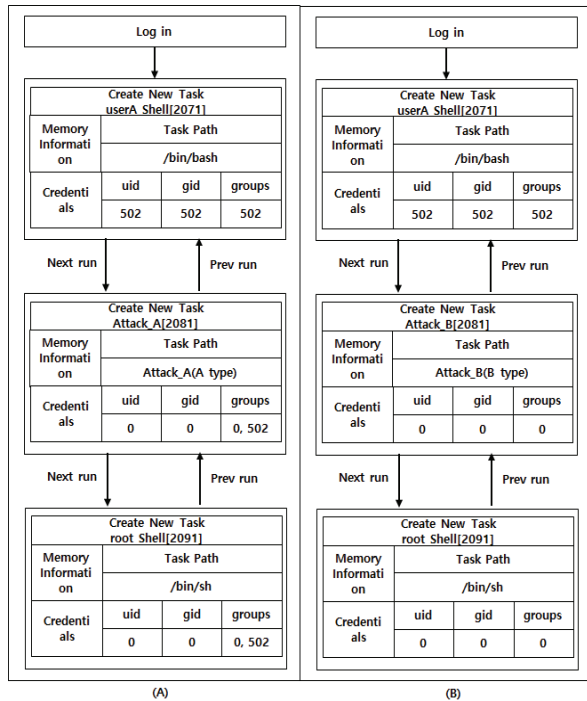 Log in
Create New Task
userA Shell[2071]
Memory
Informati
on
Task Path
/bin/bash
Credenti
als
uid
gid
groups
502
502
502
Next run
Prev run
Create New Task
Attack_A[2081]
Memory
Informati
on
Task Path
Attack_A(A type)
Credenti
als
uid
gid
groups
0
0
0, 502
Next run
Prev run
Create New Task
root Shell[2091]
Memory
Informati
on
Task Path
/bin/sh
Credenti
als
uid
gid
groups
0
0
0, 502
(A)
Log in
Create New Task
userA Shell[2071]
Memory
Informati
on
Task Path
/bin/bash
Credenti
als
uid
gid
groups
502
502
502
Next run
Prev run
Create New Task
Attack_B[2081]
Memory
Informati
on
Task Path
Attack_B(B type)
Credenti
als
uid
gid
groups
0
0
0
Next run
Prev run
Create New Task
root Shell[2091]
Memory
Informati
on
Task Path
/bin/sh
Credenti
als
uid
gid
groups
0
0
0
(B)